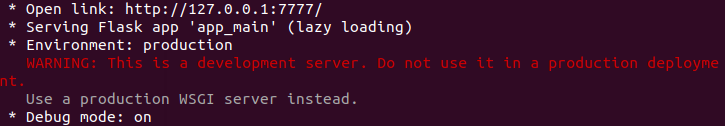 * Open link: http://127.0.0.1:7777/
* Serving Flask app 'app_main' (lazy loading)
* Environment: production
WARNING: This is a development server. Do not use it in a production deployme
nt.
Use a production WSGI server instead.
* Debug mode: on